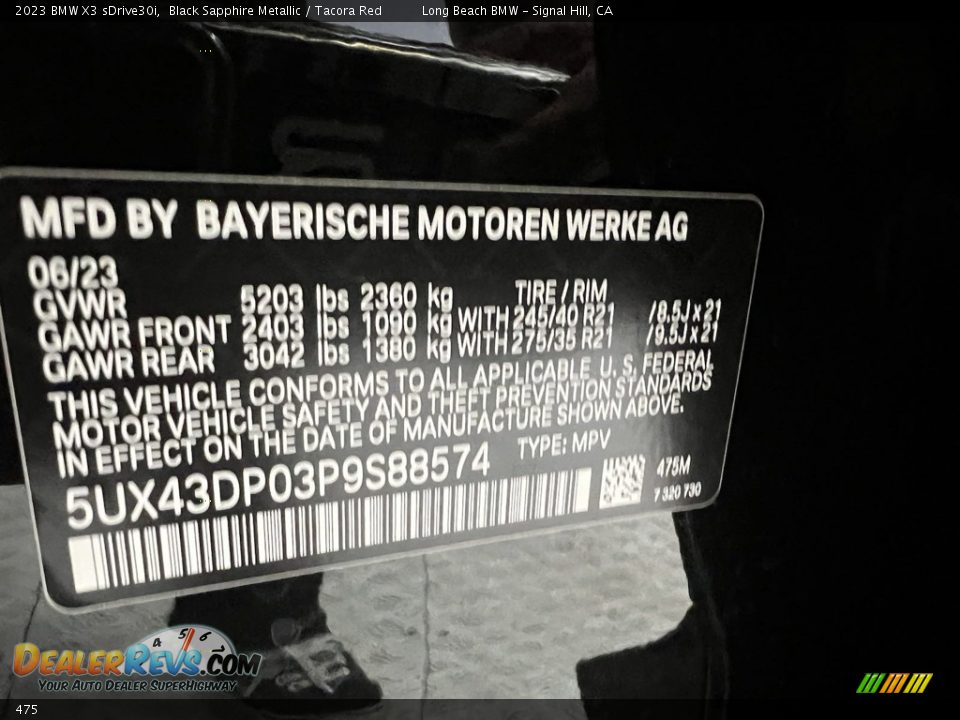 2023 BMW X3 sDrive30i, Black Sapphire Metallic / Tacora Red Long Beach BMW - Signal Hill, CA
MFD BY BAYERISCHE MOTOREN WERKE AG
06/23
GVWR 5203 lbs 2360 kg TIRE / RIM
GAWR FRONT 2403 lbs 1090 kg WITH 245/40 R21 /8.5J x 21
GAWR REAR 3042 lbs 1380 kg WITH 275/35 R21 /9.5J x 21
THIS VEHICLE CONFORMS TO ALL APPLICABLE U. S. FEDERAL
MOTOR VEHICLE SAFETY AND THEFT PREVENTION STANDARDS
IN EFFECT ON THE DATE OF MANUFACTURE SHOWN ABOVE.
5UX43DP03P9S88574 TYPE: MPV
475M
7 320 730
4 5 6
DEALERREVS.COM
YOUR AUTO DEALER SUPERHIGHWAY
475